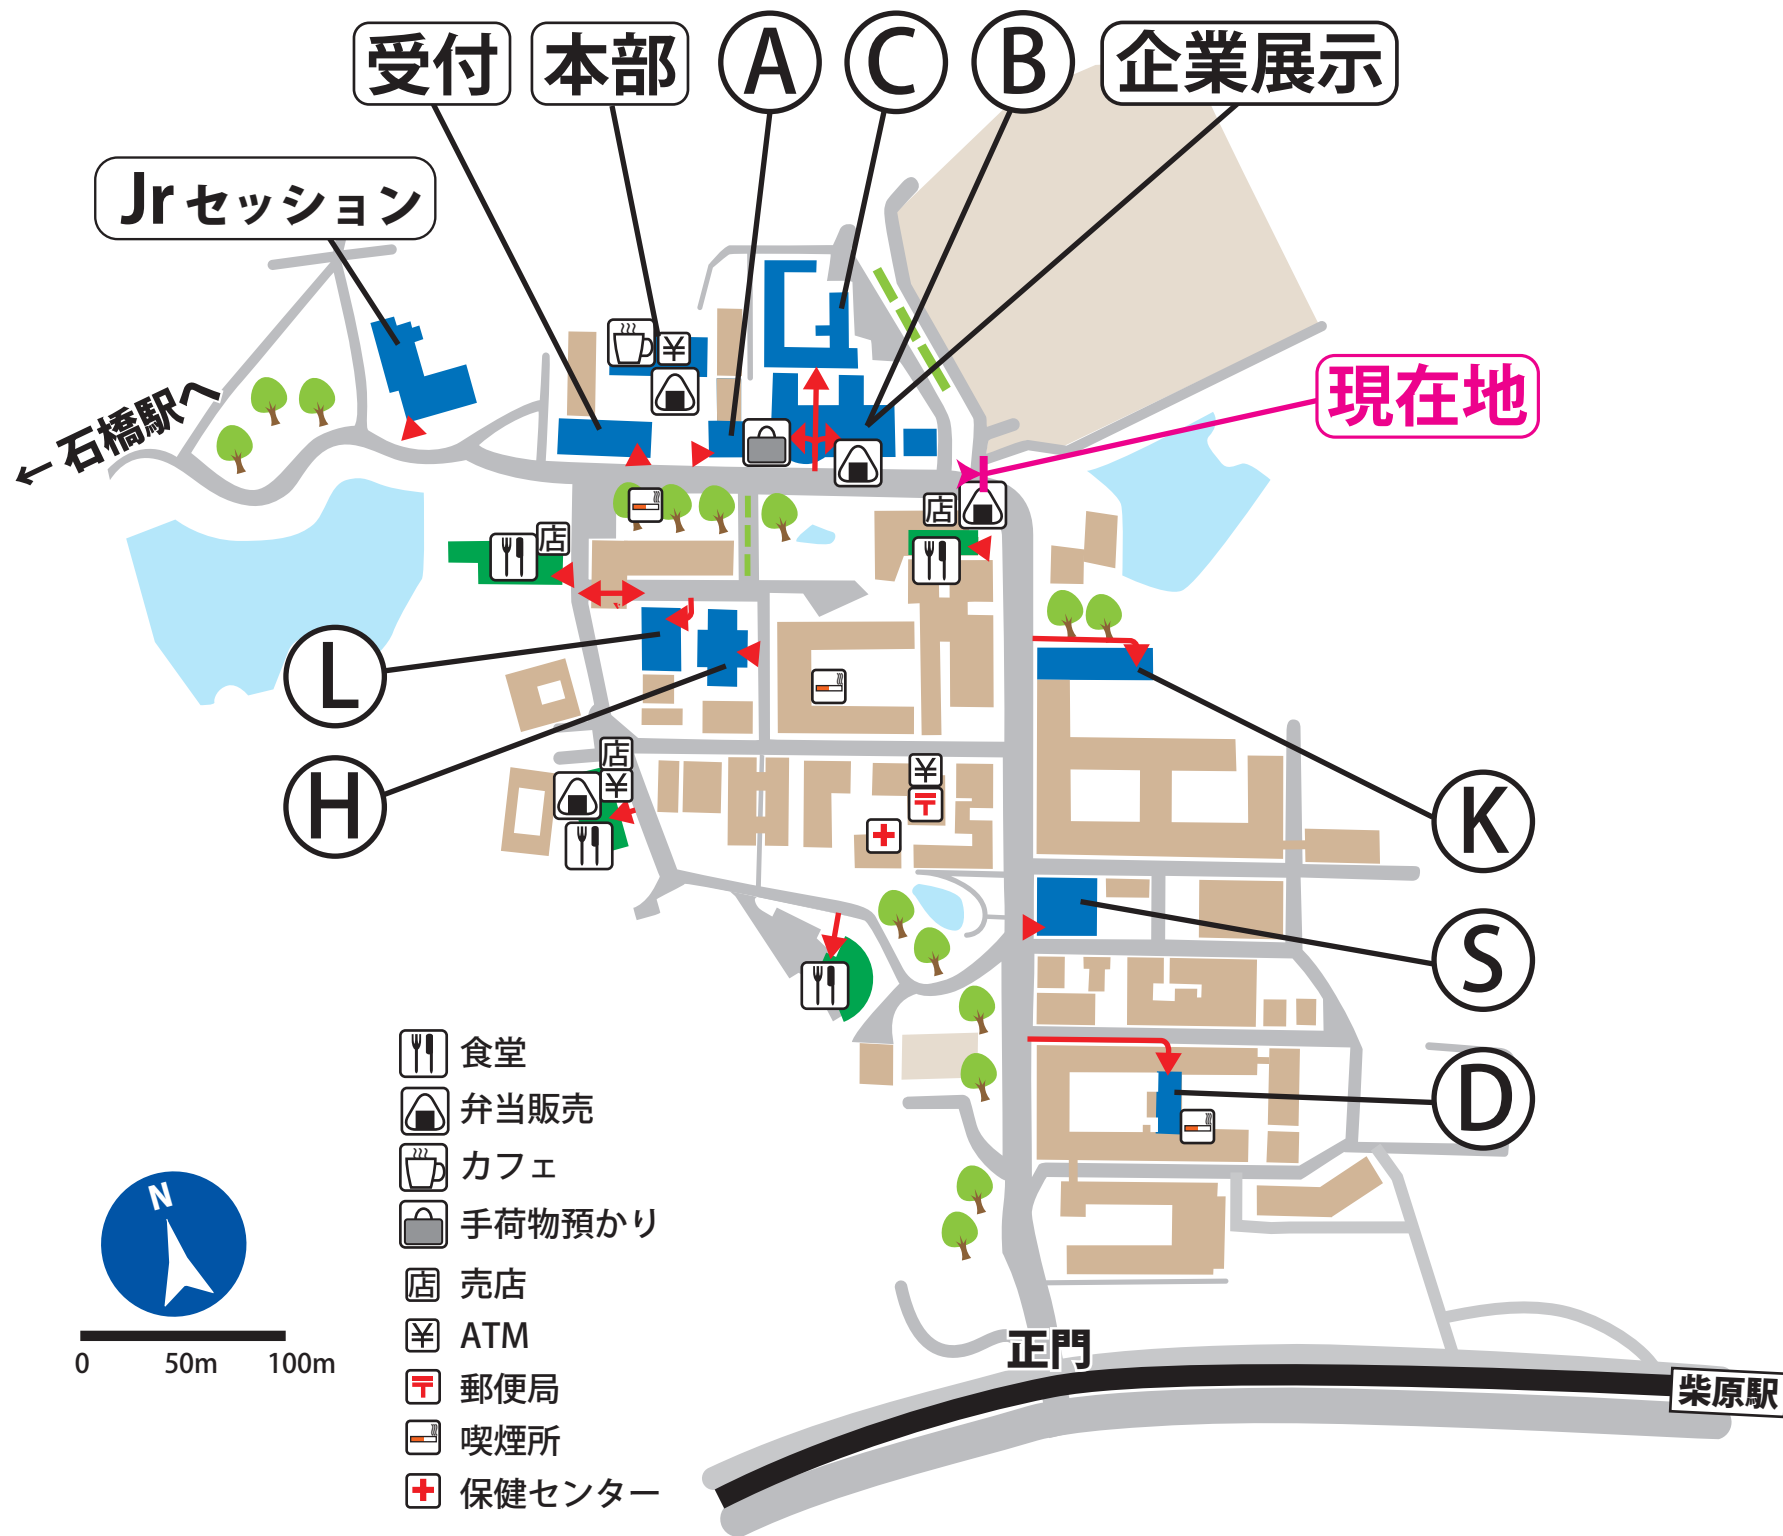 受付
本部
A
C
B
企業展示
Jr セッション
現在地
←石橋駅へ
¥
店
店
L
H
店
¥
¥
〒
K
S
D
食堂
弁当販売
カフェ
手荷物預かり
店 売店
¥ ATM
〒 郵便局
喫煙所
保健センター
N
0 50m 100m
正門
柴原駅